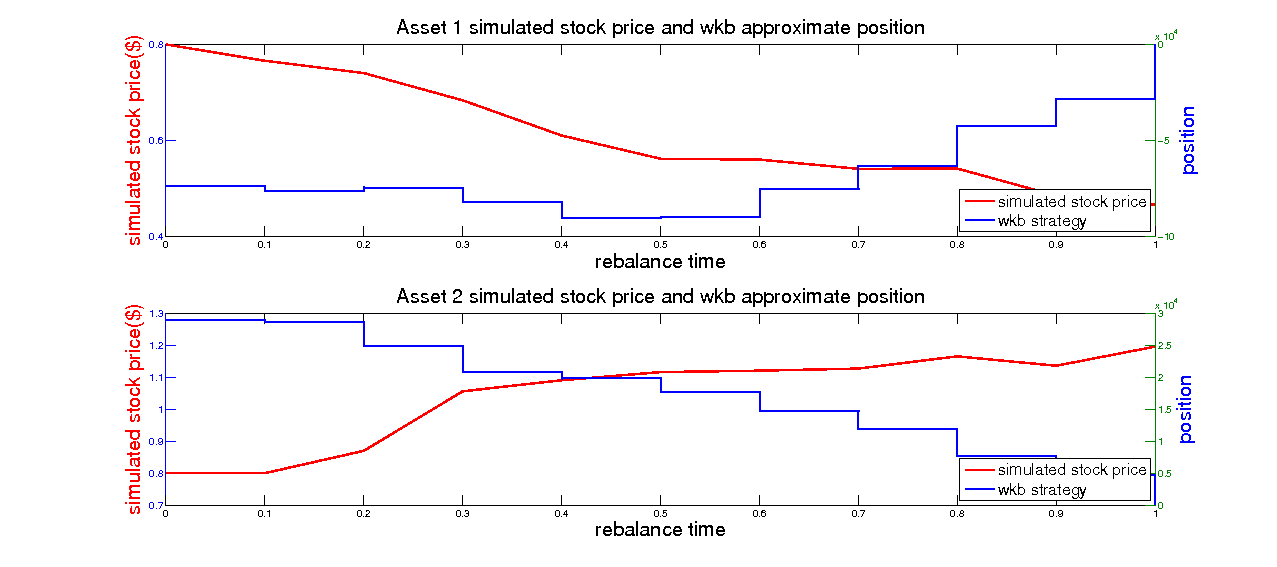 Asset 1 simulated stock price and wkb approximate position
x 10^4
simulated stock price($)
0.8
0.6
0.4
0
-5
-10
position
simulated stock price
wkb strategy
0 0.1 0.2 0.3 0.4 0.5 0.6 0.7 0.8 0.9 1
rebalance time
Asset 2 simulated stock price and wkb approximate position
x 10^4
simulated stock price($)
1.3
1.2
1.1
1
0.9
0.8
0.7
3
2.5
2
1.5
1
0.5
0
position
simulated stock price
wkb strategy
0 0.1 0.2 0.3 0.4 0.5 0.6 0.7 0.8 0.9 1
rebalance time